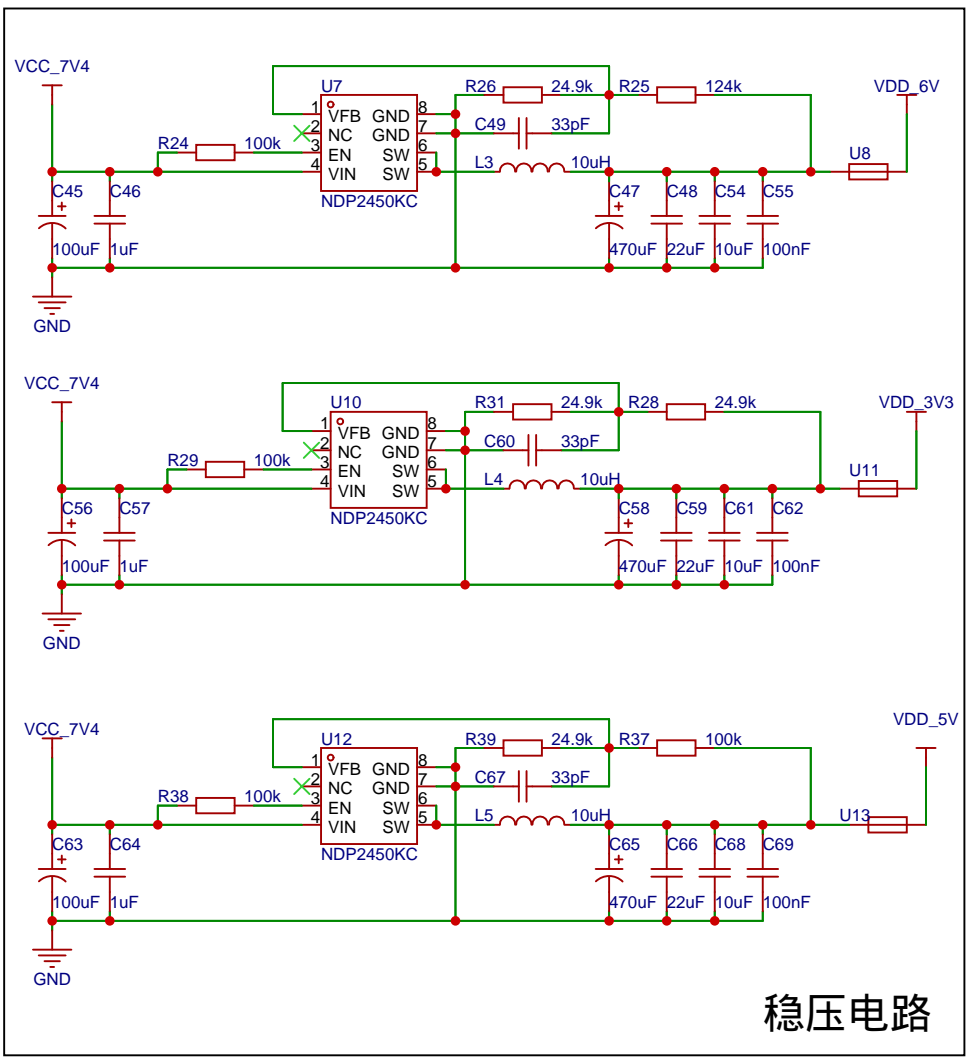 VCC_7V4
U7
R26 24.9k R25 124k
VDD_6V
1 VFB GND 8
2 NC GND 7
3 EN SW 6
4 VIN SW 5
C49 33pF
R24 100k
L3 10uH
U8
NDP2450KC
C45 C46
C47 C48 C54 C55
+ +
100uF 1uF
470uF 22uF 10uF 100nF
GND
VCC_7V4
U10
R31 24.9k R28 24.9k
VDD_3V3
1 VFB GND 8
2 NC GND 7
3 EN SW 6
4 VIN SW 5
C60 33pF
R29 100k
L4 10uH
U11
NDP2450KC
C56 C57
C58 C59 C61 C62
+ +
100uF 1uF
470uF 22uF 10uF 100nF
GND
VCC_7V4
U12
R39 24.9k R37 100k
VDD_5V
1 VFB GND 8
2 NC GND 7
3 EN SW 6
4 VIN SW 5
C67 33pF
R38 100k
L5 10uH
U13
NDP2450KC
C63 C64
C65 C66 C68 C69
+ +
100uF 1uF
470uF 22uF 10uF 100nF
GND
稳压电路